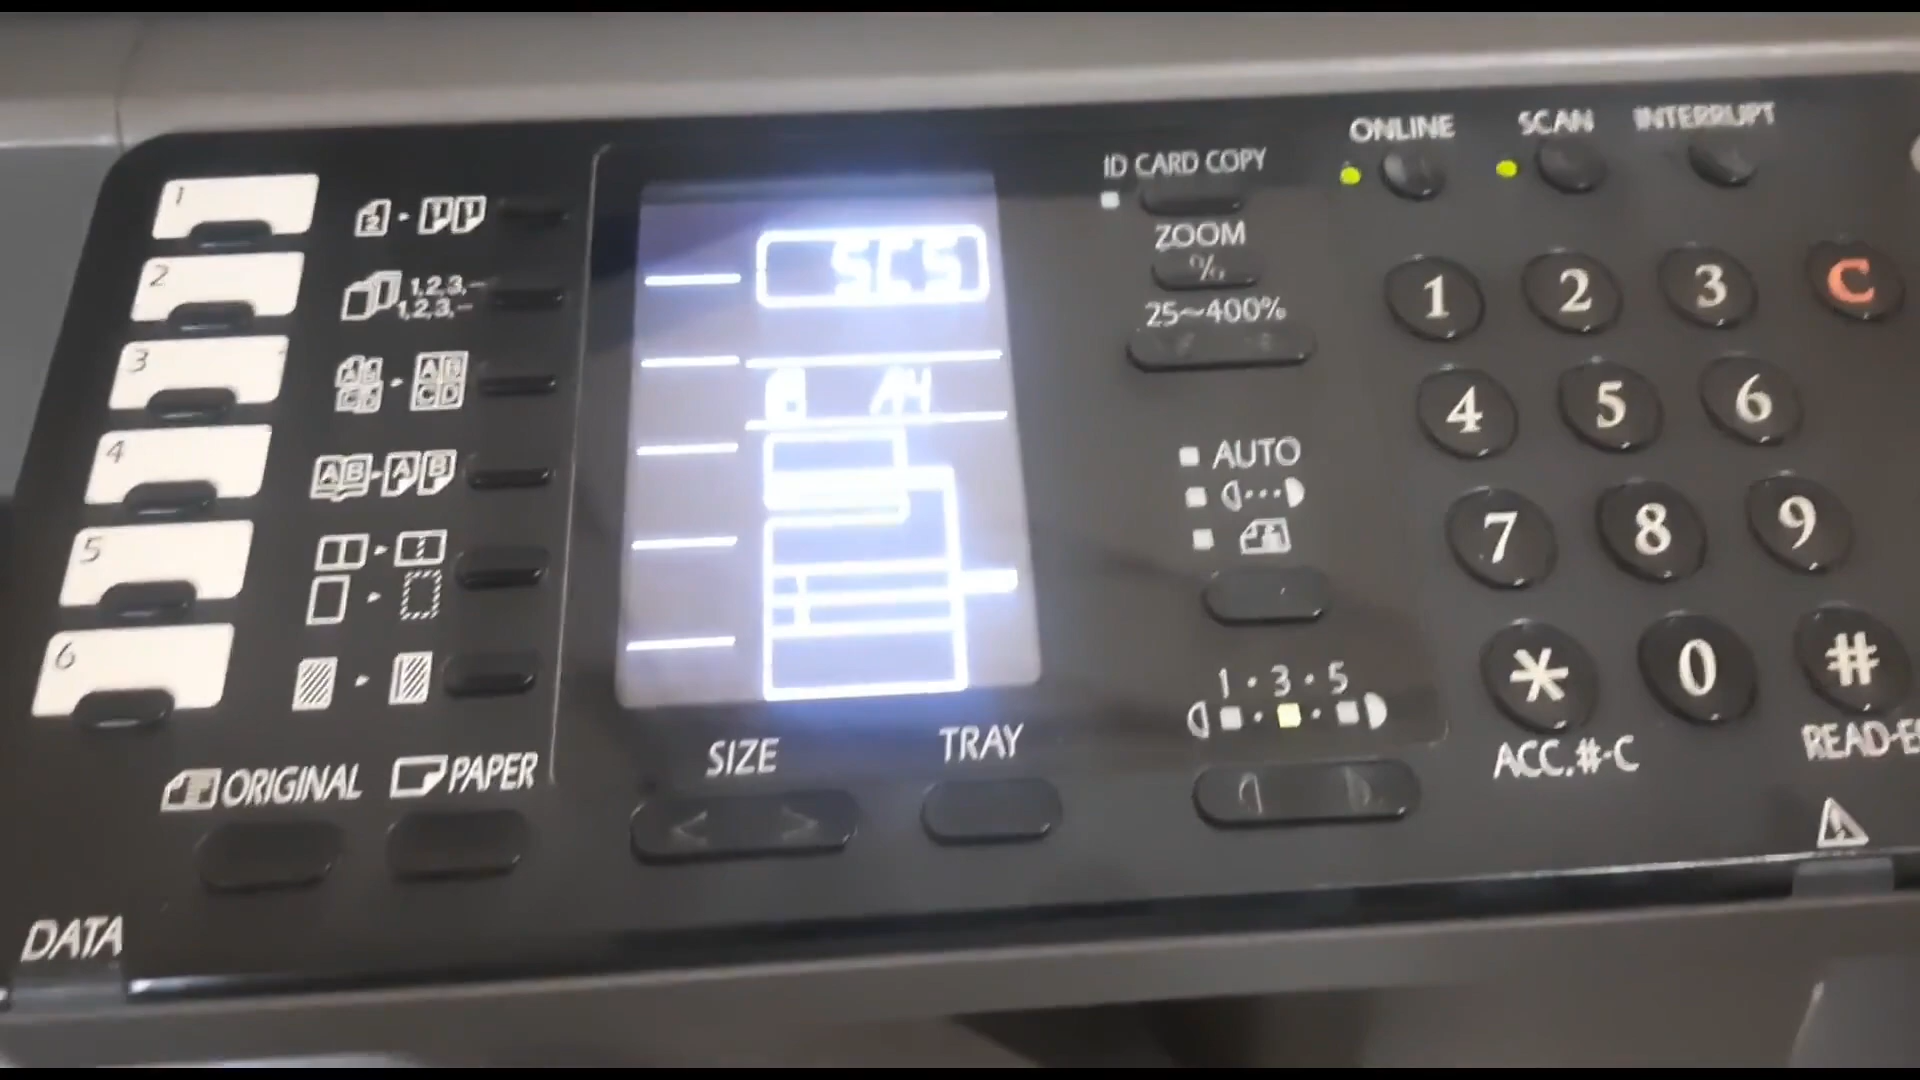 ONLINE SCAN INTERRUPT
ID CARD COPY
1
2
1,2,3,-
1,2,3,-
3
4
AB A B
5
6
SCS
ZOOM
%
25~400%
1 2 3 C
4 5 6
7 8 9
* 0 #
AUTO
1 · 3 · 5
ACC.#-C
SIZE TRAY
ORIGINAL PAPER
DATA